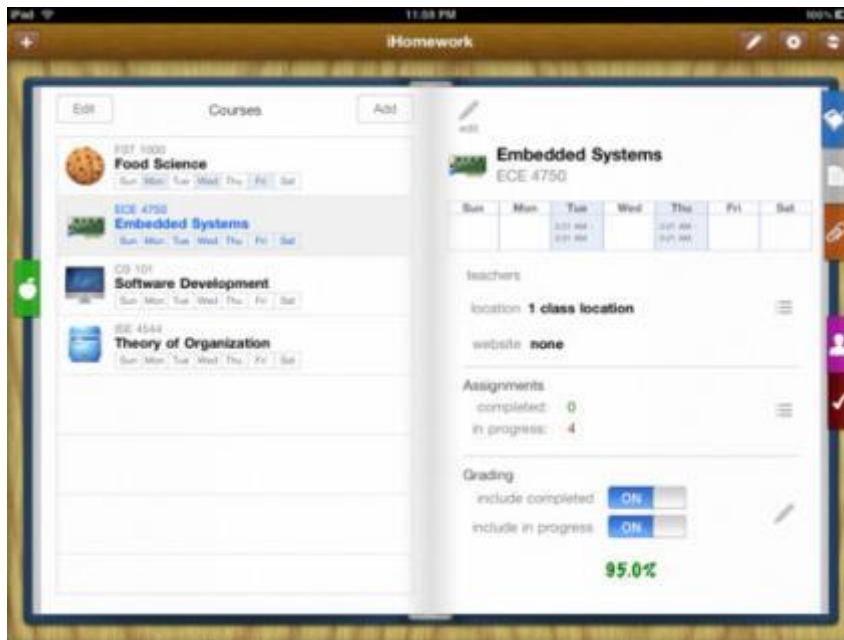 iPad
11:59 PM
100%
iHomework
Edit
Courses
Add
FST 1000
Food Science
Sun Mon Tue Wed Thu Fri Sat
ECE 4750
Embedded Systems
Sun Mon Tue Wed Thu Fri Sat
CS 101
Software Development
Sun Mon Tue Wed Thu Fri Sat
ISE 4544
Theory of Organization
Sun Mon Tue Wed Thu Fri Sat
edit
Embedded Systems
ECE 4750
Sun Mon Tue Wed Thu Fri Sat
teachers
location 1 class location
website none
Assignments
completed: 0
in progress: 4
Grading
include completed ON
include in progress ON
95.0%